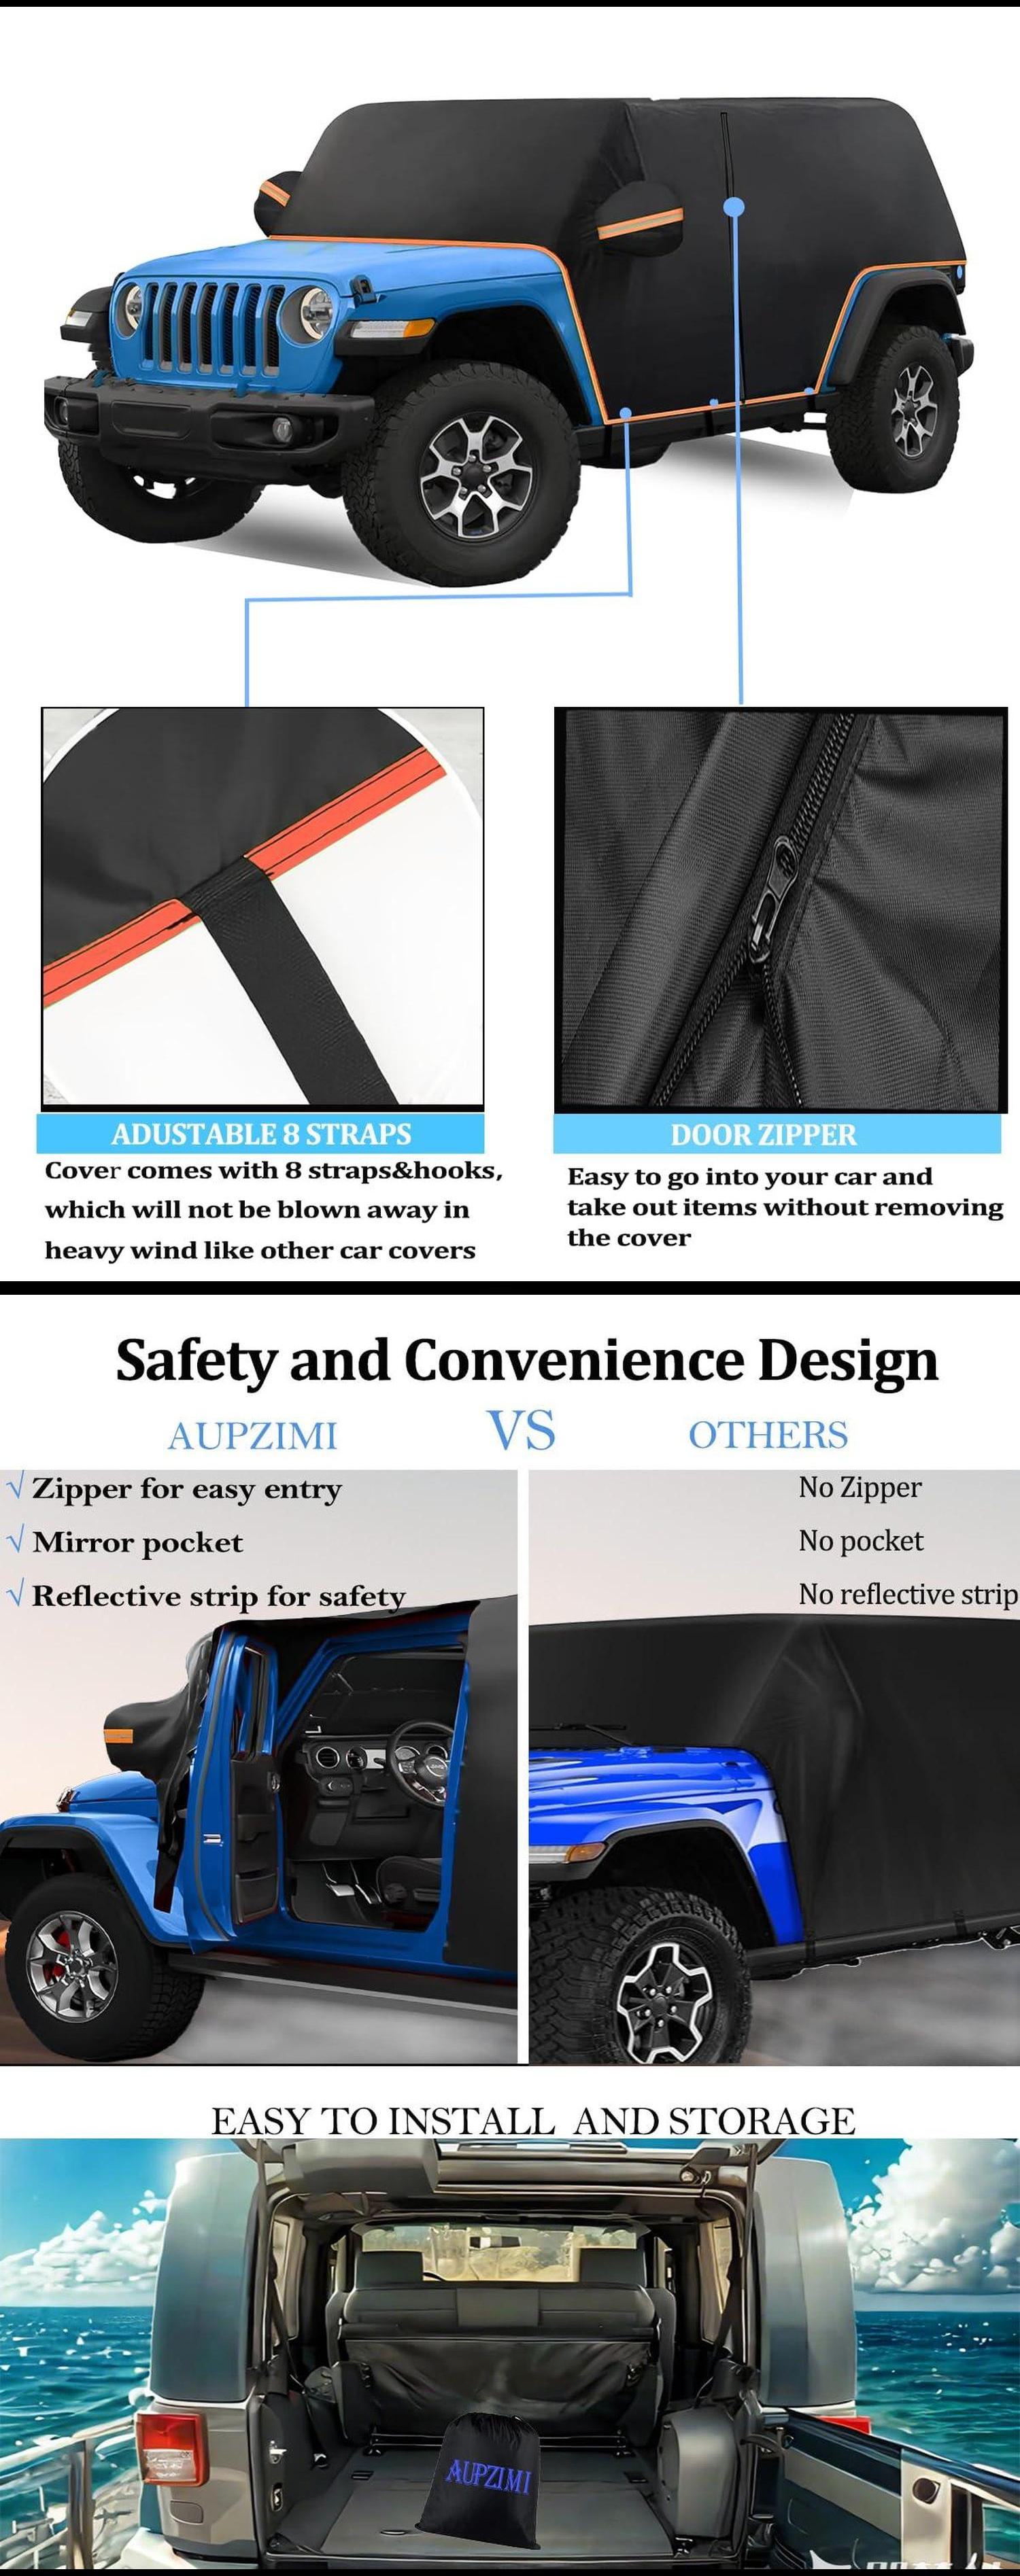 ADUSTABLE 8 STRAPS
Cover comes with 8 straps&hooks,
which will not be blown away in
heavy wind like other car covers
DOOR ZIPPER
Easy to go into your car and
take out items without removing
the cover
Safety and Convenience Design
AUPZIMI VS OTHERS
√ Zipper for easy entry
√ Mirror pocket
√ Reflective strip for safety
No Zipper
No pocket
No reflective strip
EASY TO INSTALL AND STORAGE
AUPZIMI